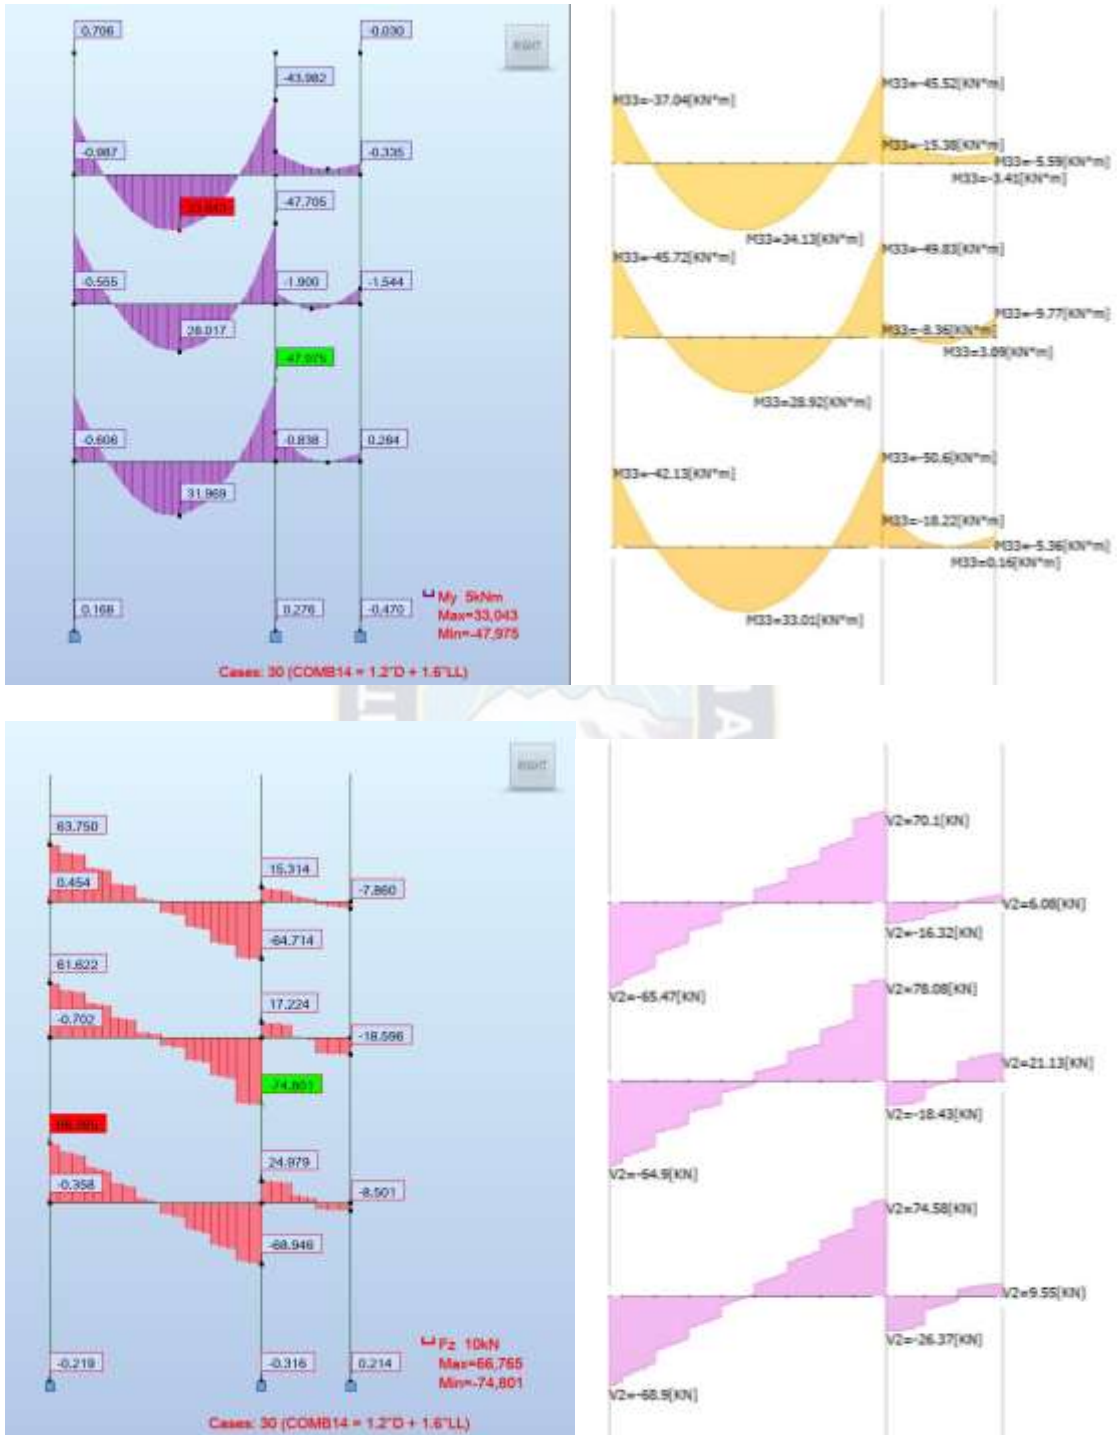 0.706
-0.030
RIGHT
-43.982
-0.987
-0.335
-47.705
-0.555
-1.900
-1.544
28.017
-47.975
-0.606
-0.838
0.264
31.969
0.168
0.276
-0.470
My 5kNm
Max=33,043
Min=-47,975
Cases: 30 (COMB14 = 1.2*D + 1.6*LL)
M33=-37.04[KN*m]
M33=-45.52[KN*m]
M33=-15.38[KN*m]
M33=-5.59[KN*m]
M33=-3.41[KN*m]
M33=34.13[KN*m]
M33=-45.72[KN*m]
M33=-49.83[KN*m]
M33=-9.77[KN*m]
M33=-8.36[KN*m]
M33=3.09[KN*m]
M33=28.92[KN*m]
M33=-42.13[KN*m]
M33=-50.6[KN*m]
M33=-18.22[KN*m]
M33=-5.36[KN*m]
M33=0.16[KN*m]
M33=33.01[KN*m]
RIGHT
63.750
0.454
15.314
-7.860
-64.714
61.622
-0.702
17.224
-18.596
-74.801
-0.358
24.979
-8.501
-68.946
-0.219
-0.316
0.214
Fz 10kN
Max=66,765
Min=-74,801
Cases: 30 (COMB14 = 1.2*D + 1.6*LL)
V2=70.1[KN]
V2=6.08[KN]
V2=-16.32[KN]
V2=-65.47[KN]
V2=78.08[KN]
V2=21.13[KN]
V2=-18.43[KN]
V2=-64.9[KN]
V2=74.58[KN]
V2=9.55[KN]
V2=-26.37[KN]
V2=-68.9[KN]